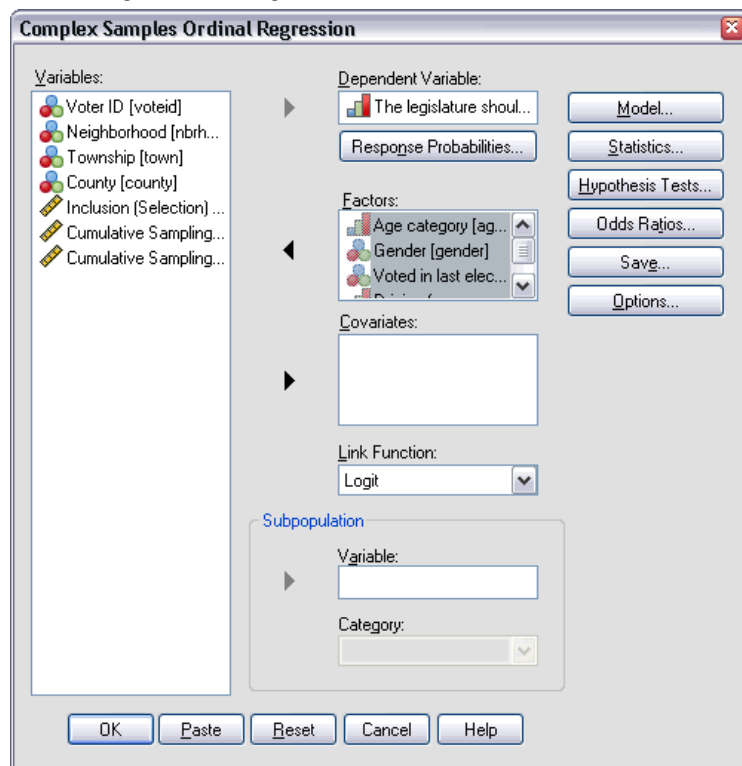 Complex Samples Ordinal Regression
Variables:
Voter ID [voteid]
Neighborhood [nbrh...
Township [town]
County [county]
Inclusion (Selection) ...
Cumulative Sampling...
Cumulative Sampling...
Dependent Variable:
The legislature shoul...
Response Probabilities...
Factors:
Age category [ag...
Gender [gender]
Voted in last elec...
Covariates:
Link Function:
Logit
Subpopulation
Variable:
Category:
Model...
Statistics...
Hypothesis Tests...
Odds Ratios...
Save...
Options...
OK
Paste
Reset
Cancel
Help